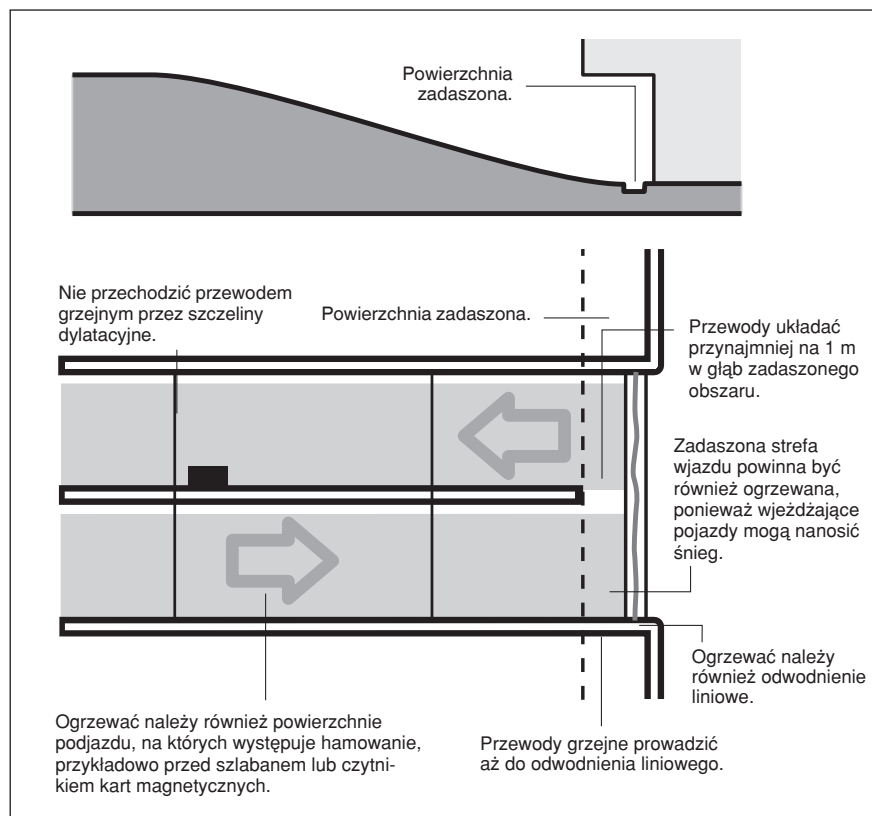 Powierzchnia
zadaszona.
Nie przechodzić przewodem
grzejnym przez szczeliny
dylatacyjne.
Powierzchnia zadaszona.
Przewody układać
przynajmniej na 1 m
w głąb zadaszonego
obszaru.
Zadaszona strefa
wjazdu powinna być
również ogrzewana,
ponieważ wjeżdżające
pojazdy mogą nanosić
śnieg.
Ogrzewać należy
również odwodnienie
liniowe.
Ogrzewać należy również powierzchnie
podjazdu, na których występuje hamowanie,
przykładowo przed szlabanem lub czytni-
kiem kart magnetycznych.
Przewody grzejne prowadzić
aż do odwodnienia liniowego.